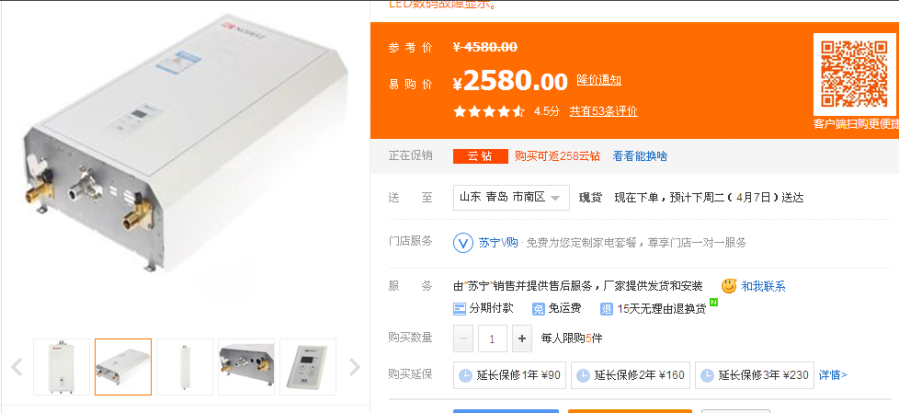 LED数码故障显示。
NORITZ
参 考 价 ¥ 4580.00
易 购 价 ¥2580.00 降价通知
4.5分 共有53条评价
客户端扫购更便捷
正在促销 云 钻 购买可返258云钻 看看能换啥
送 至 山东 青岛 市南区 现货 现在下单，预计下周二（4月7日）送达
门店服务 V 苏宁V购 · 免费为您定制家电套餐，尊享门店一对一服务
服 务 由"苏宁"销售并提供售后服务，厂家提供发货和安装 和我联系
分期付款 免 免运费 退 15天无理由退换货 N
购买数量 − 1 + 每人限购5件
购买延保 延长保修1年 ¥90 延长保修2年 ¥160 延长保修3年 ¥230 详情>